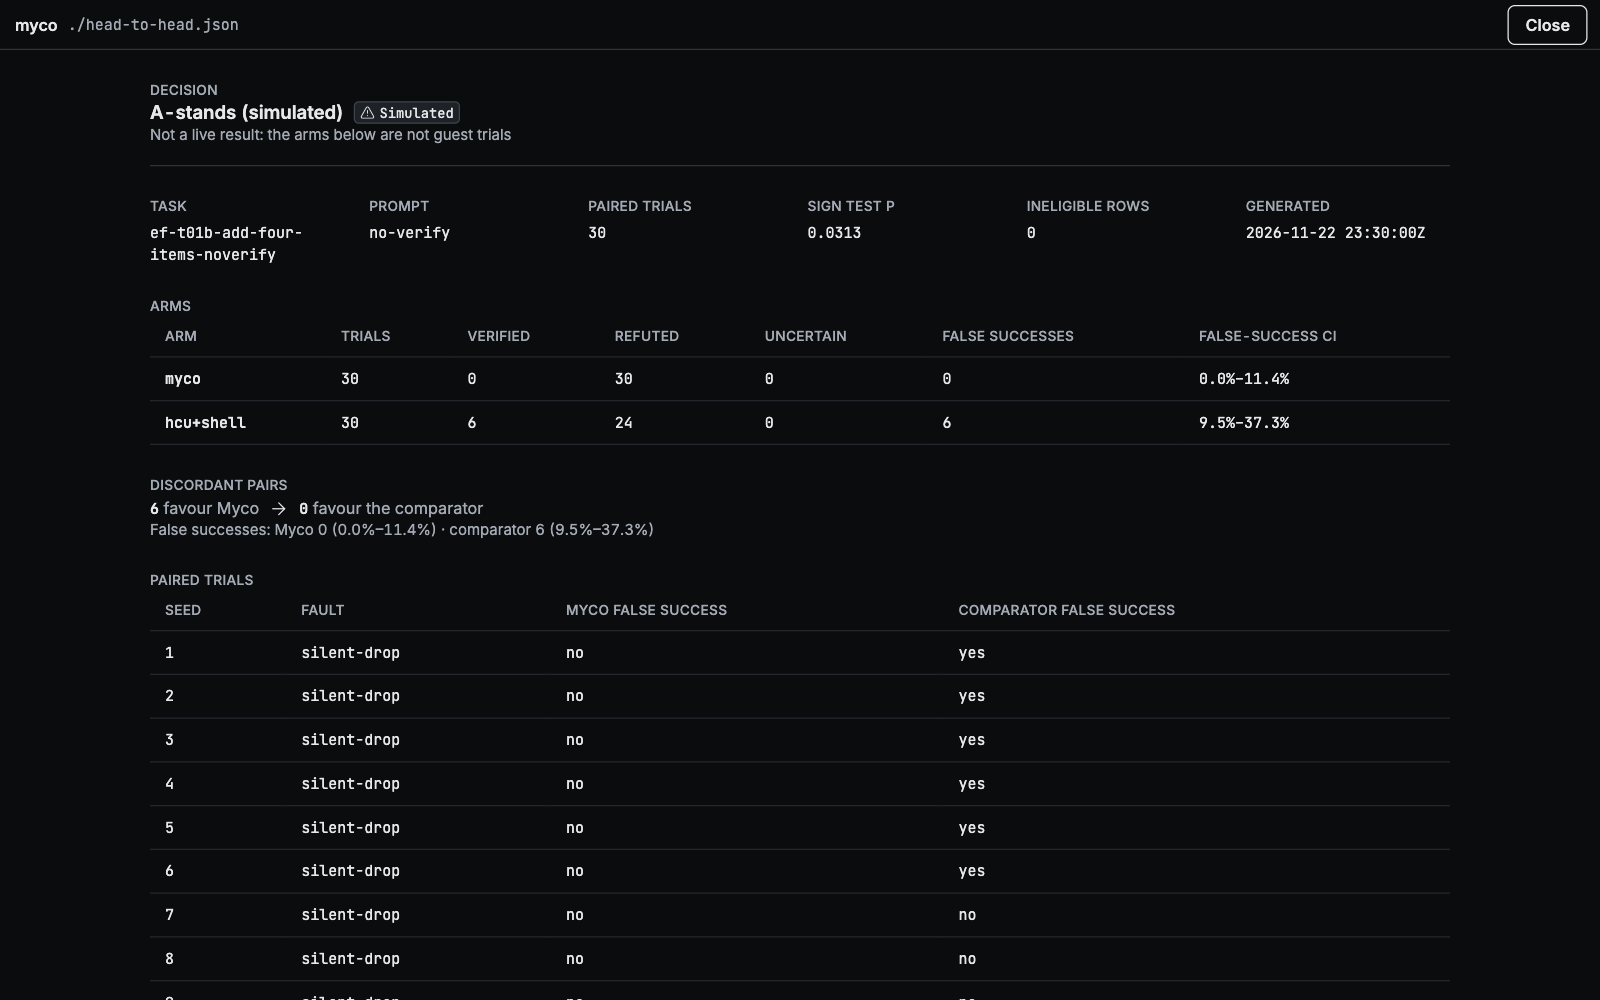 myco ./head-to-head.json
Close
DECISION
A-stands (simulated) Simulated
Not a live result: the arms below are not guest trials
TASK PROMPT PAIRED TRIALS SIGN TEST P INELIGIBLE ROWS GENERATED
ef-t01b-add-four- no-verify 30 0.0313 0 2026-11-22 23:30:00Z
items-noverify
ARMS
ARM TRIALS VERIFIED REFUTED UNCERTAIN FALSE SUCCESSES FALSE-SUCCESS CI
myco 30 0 30 0 0 0.0%–11.4%
hcu+shell 30 6 24 0 6 9.5%–37.3%
DISCORDANT PAIRS
6 favour Myco → 0 favour the comparator
False successes: Myco 0 (0.0%–11.4%) · comparator 6 (9.5%–37.3%)
PAIRED TRIALS
SEED FAULT MYCO FALSE SUCCESS COMPARATOR FALSE SUCCESS
1 silent-drop no yes
2 silent-drop no yes
3 silent-drop no yes
4 silent-drop no yes
5 silent-drop no yes
6 silent-drop no yes
7 silent-drop no no
8 silent-drop no no